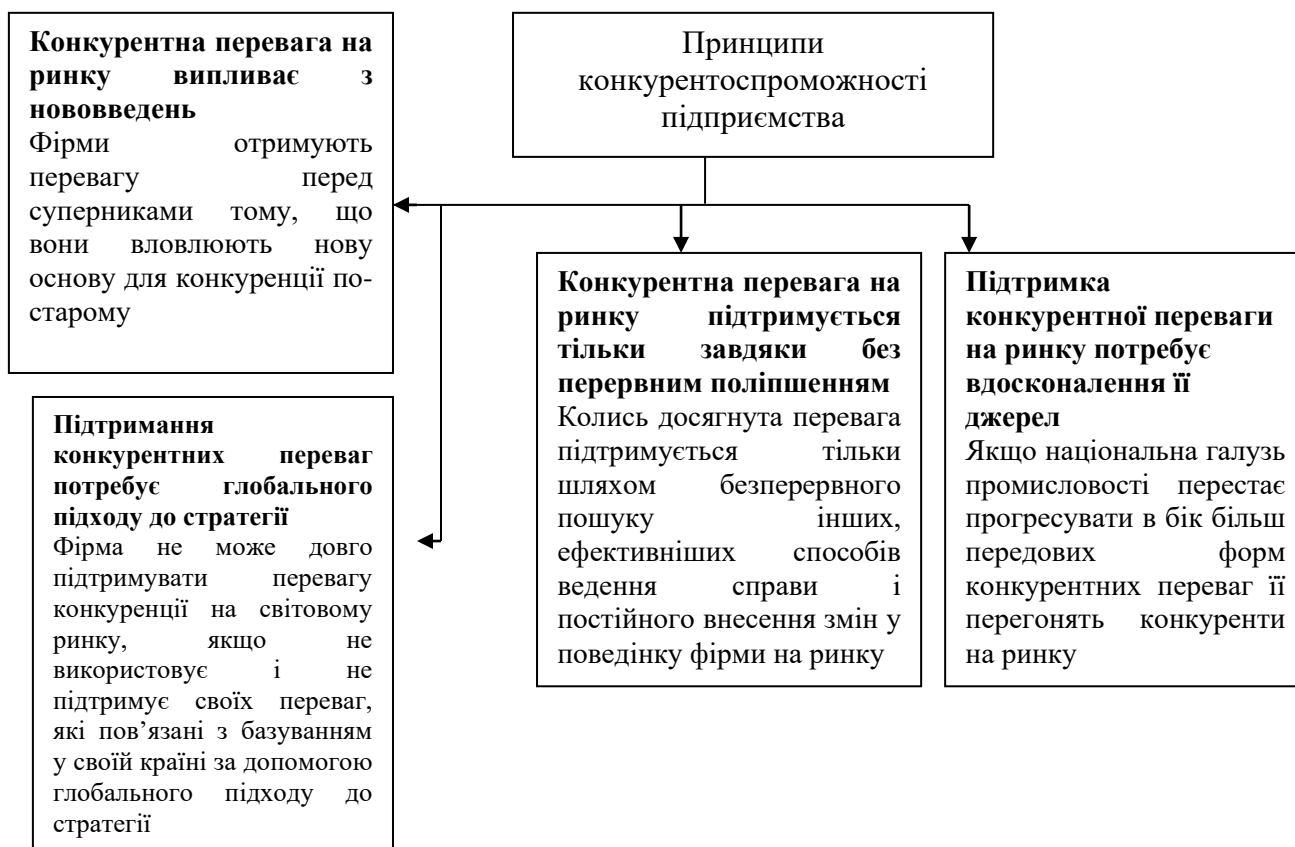 Принципи
конкурентоспроможності
підприємства
Конкурентна перевага на
ринку випливає з
нововведень
Фірми отримують
перевагу перед
суперниками тому, що
вони вловлюють нову
основу для конкуренції по-
старому
Підтримання
конкурентних переваг
потребує глобального
підходу до стратегії
Фірма не може довго
підтримувати перевагу
конкуренції на світовому
ринку, якщо не
використовує і не
підтримує своїх переваг,
які пов’язані з базуванням
у своїй країні за допомогою
глобального підходу до
стратегії
Конкурентна перевага на
ринку підтримується
тільки завдяки без
перервним поліпшенням
Колись досягнута перевага
підтримується тільки
шляхом безперервного
пошуку інших,
ефективніших способів
ведення справи і
постійного внесення змін у
поведінку фірми на ринку
Підтримка
конкурентної переваги
на ринку потребує
вдосконалення її
джерел
Якщо національна галузь
промисловості перестає
прогресувати в бік більш
передових форм
конкурентних переваг її
перегонять конкуренти
на ринку